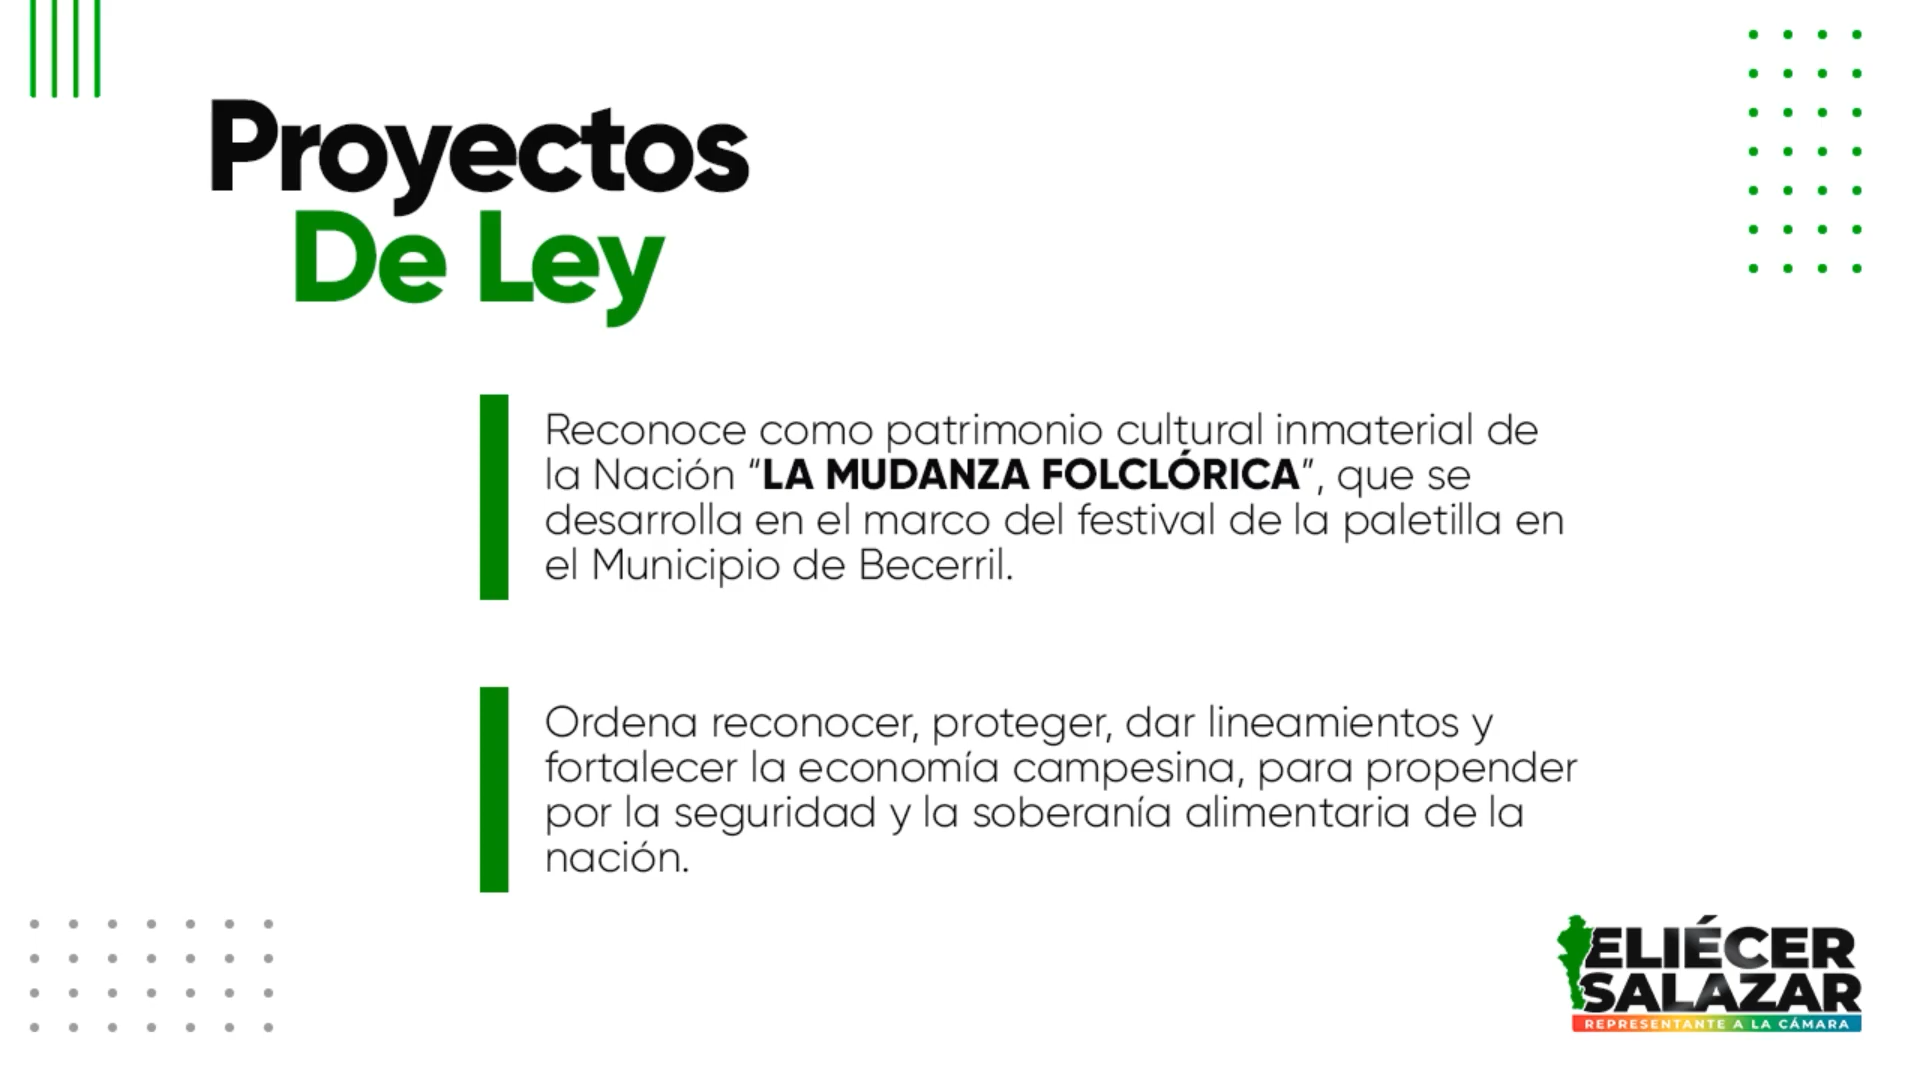 Proyectos
De Ley
Reconoce como patrimonio cultural inmaterial de
la Nación “LA MUDANZA FOLCLÓRICA”, que se
desarrolla en el marco del festival de la paletilla en
el Municipio de Becerril.
Ordena reconocer, proteger, dar lineamientos y
fortalecer la economía campesina, para propender
por la seguridad y la soberanía alimentaria de la
nación.
ELIÉCER
SALAZAR
REPRESENTANTE A LA CÁMARA